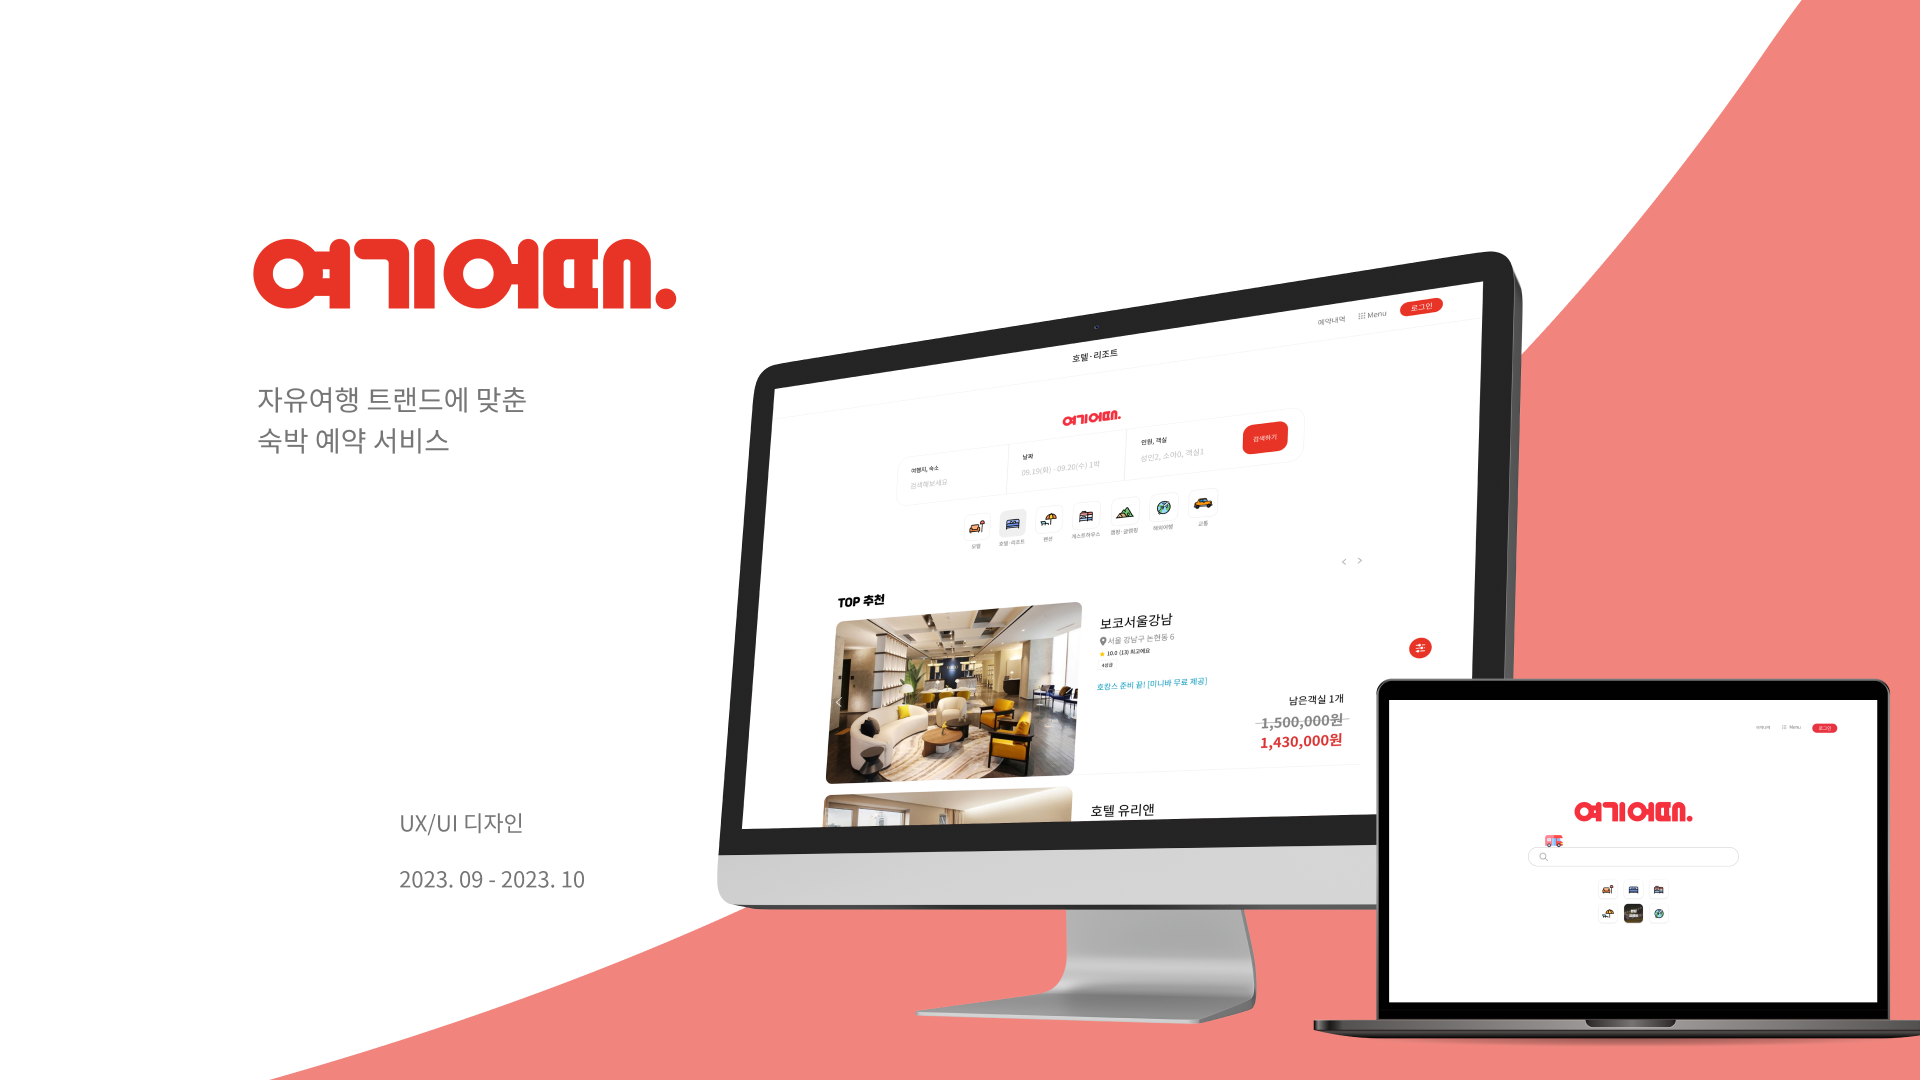 여기어때.
자유여행 트랜드에 맞춘
숙박 예약 서비스
UX/UI 디자인
2023. 09 - 2023. 10
호텔·리조트
예약내역
Menu
로그인
여기어때.
여행지, 숙소
검색해보세요
날짜
09.19(화) - 09.20(수) 1박
인원, 객실
성인2, 소아0, 객실1
검색하기
모텔
호텔·리조트
펜션
게스트하우스
캠핑·글램핑
해외여행
교통
TOP 추천
보코서울강남
서울 강남구 논현동 6
10.0 (13) 최고에요
4성급
호캉스 준비 끝! [미니바 무료 제공]
남은객실 1개
1,500,000원
1,430,000원
호텔 유리앤
Menu
로그인
여기어때.